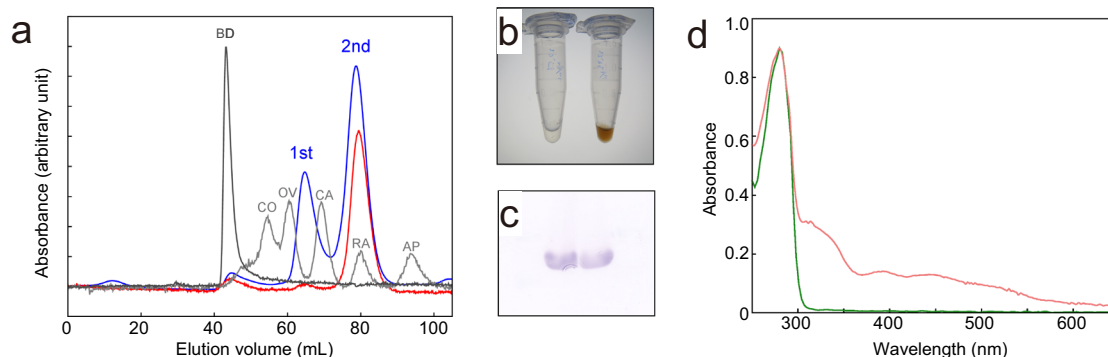 a
BD
2nd
1st
CO
OV
CA
RA
AP
Absorbance (arbitrary unit)
0
20
40
60
80
100
Elution volume (mL)
b
c
d
1.0
0.8
0.6
0.4
0.2
0
Absorbance
300
400
500
600
Wavelength (nm)